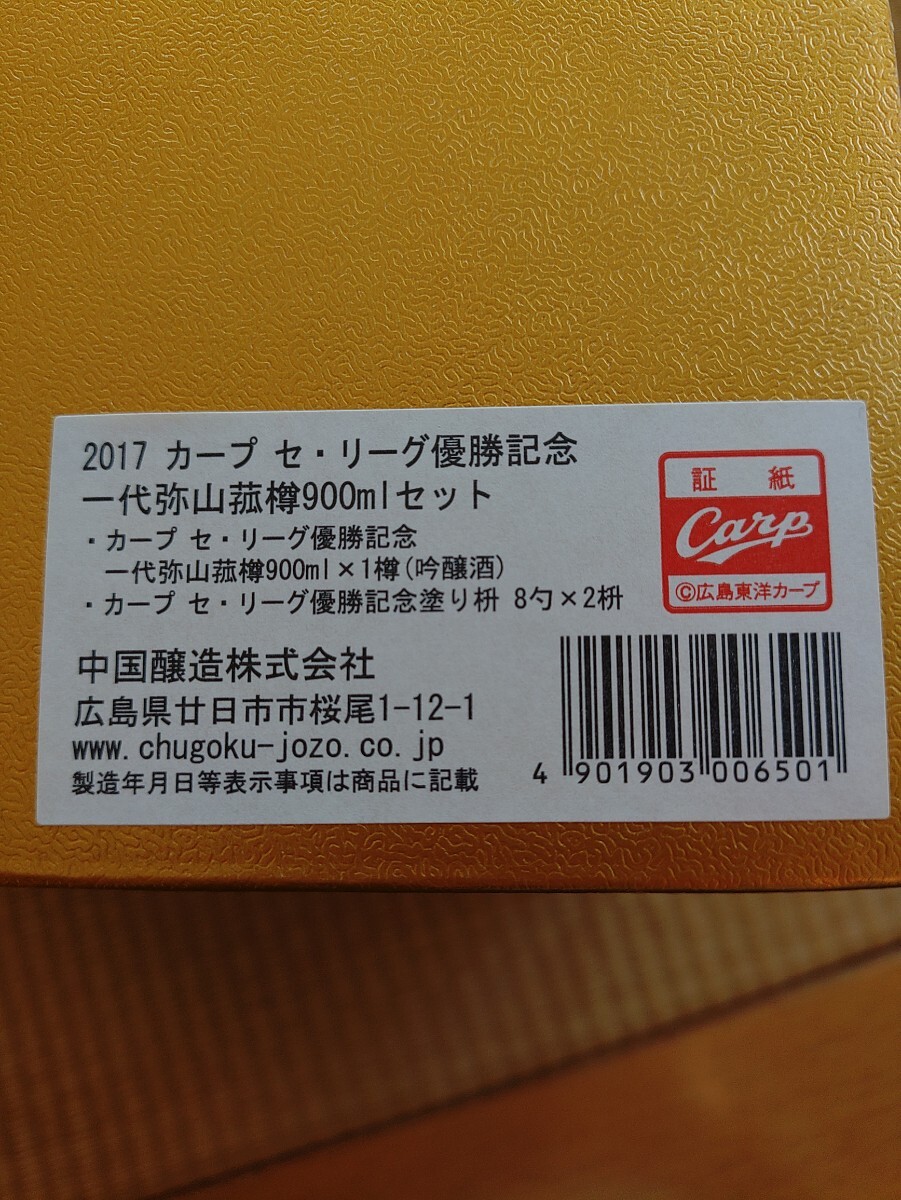 2017 カープ セ・リーグ優勝記念
一代弥山菰樽900mlセット
・カープ セ・リーグ優勝記念
一代弥山菰樽900ml×1樽(吟醸酒)
・カープ セ・リーグ優勝記念塗り枡 8勺×2枡
証 紙
Carp
©広島東洋カープ
中国醸造株式会社
広島県廿日市市桜尾1-12-1
www.chugoku-jozo.co.jp
製造年月日等表示事項は商品に記載
4 901903 006501